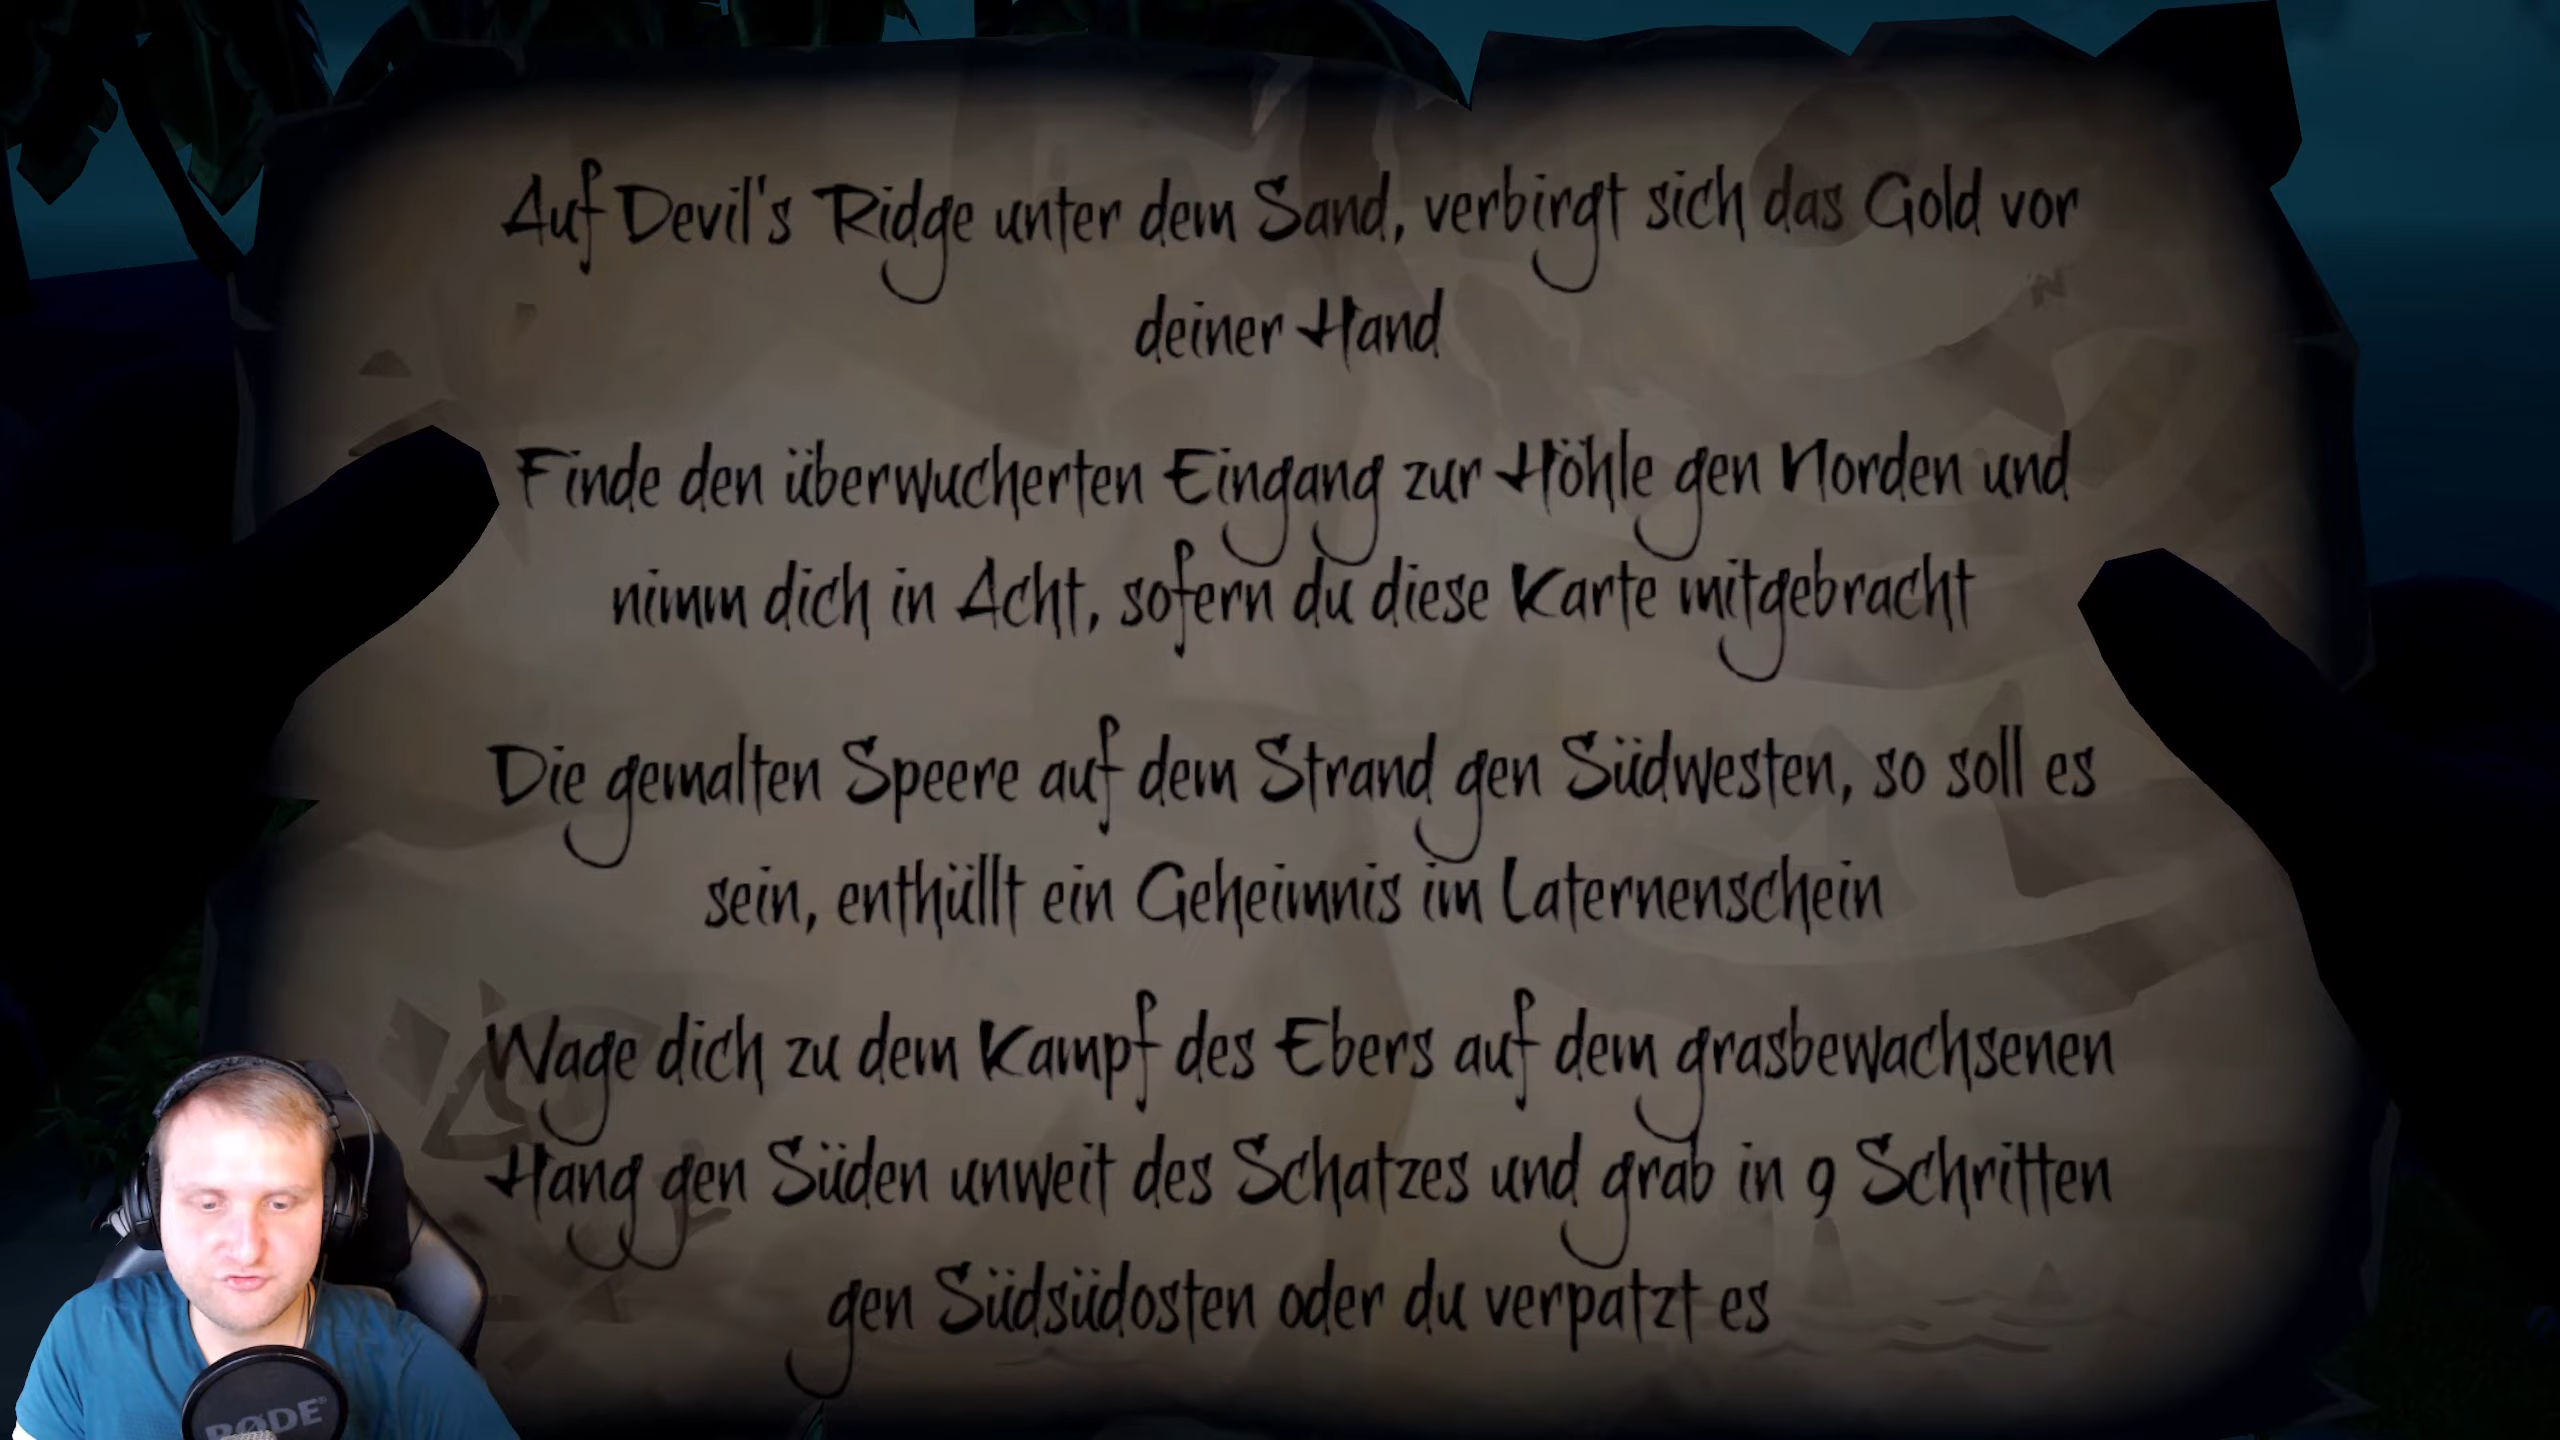 Auf Devil's Ridge unter dem Sand, verbirgt sich das Gold vor
deiner Hand
Finde den überwucherten Eingang zur Höhle gen Norden und
nimm dich in Acht, sofern du diese Karte mitgebracht
Die gemalten Speere auf dem Strand gen Südwesten, so soll es
sein, enthüllt ein Geheimnis im Laternenschein
Wage dich zu dem Kampf des Ebers auf dem grasbewachsenen
Hang gen Süden unweit des Schatzes und grab in 9 Schritten
gen Südsüdosten oder du verpatzt es
RØDE®
N